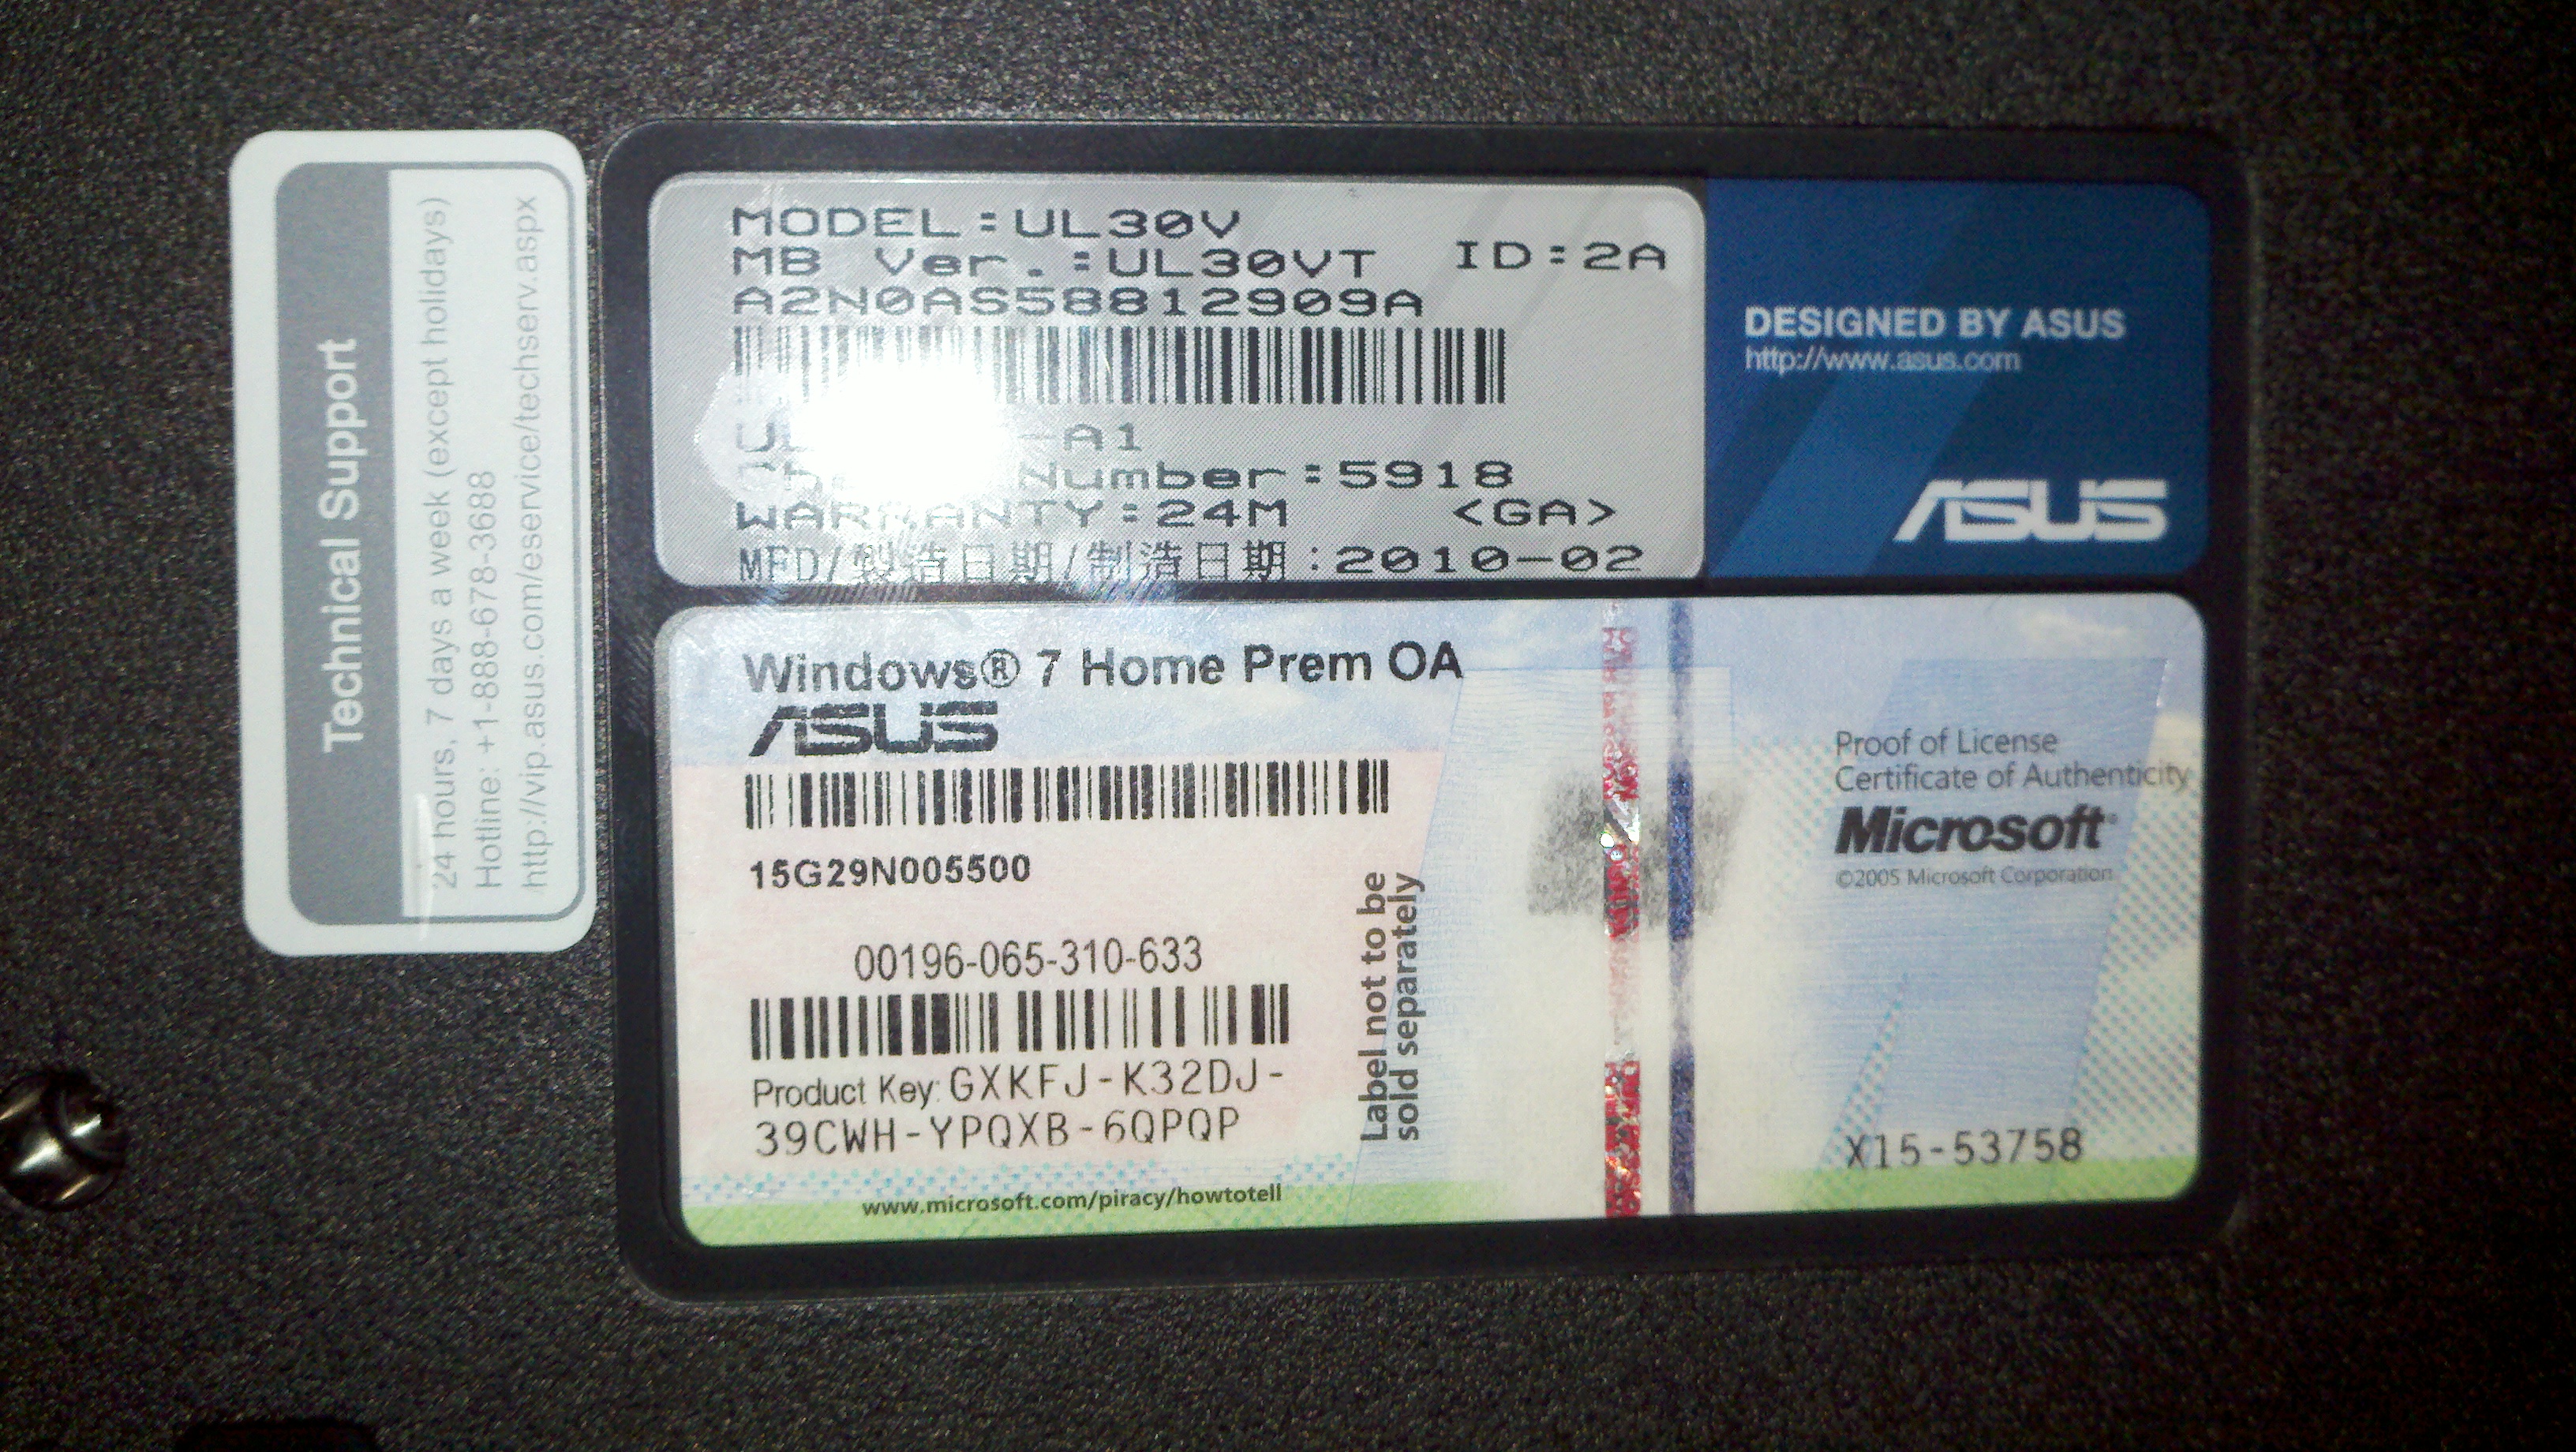 Technical Support
24 hours, 7 days a week (except holidays)
Hotline: +1-888-678-3688
http://vip.asus.com/eservice/techserv.aspx
MODEL:UL30V
MB Ver.:UL30VT ID:2A
A2N0AS58812909A
-A1
Number:5918
WARRANTY:24M <GA>
MFD/製造日期/制造日期:2010-02
DESIGNED BY ASUS
http://www.asus.com
ASUS
Windows® 7 Home Prem OA
ASUS
15G29N005500
00196-065-310-633
Product Key: GXKFJ-K32DJ-
39CWH-YPQXB-6QPQP
www.microsoft.com/piracy/howtotell
Label not to be
sold separately
Proof of License
Certificate of Authenticity
Microsoft®
©2005 Microsoft Corporation
X15-53758